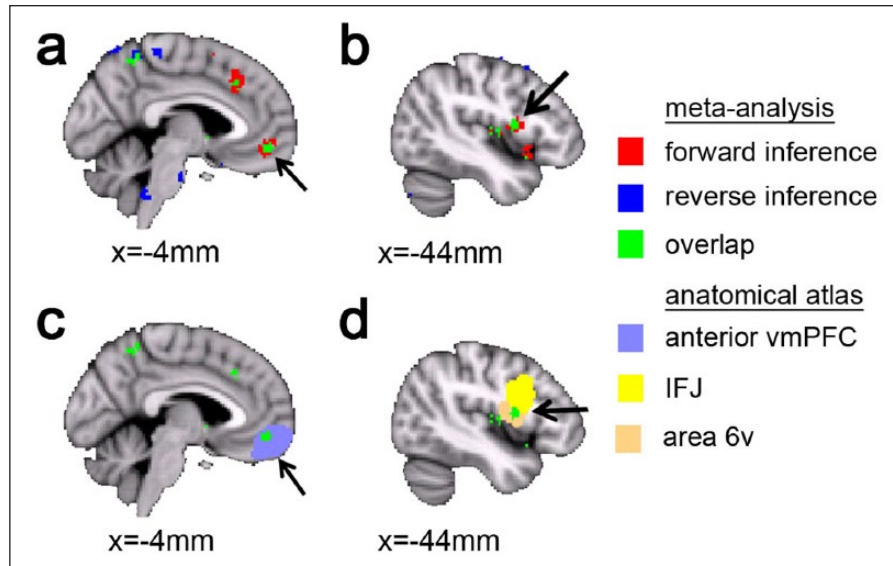 a
b
x=-4mm
x=-44mm
c
d
x=-4mm
x=-44mm
meta-analysis
forward inference
reverse inference
overlap
anatomical atlas
anterior vmPFC
IFJ
area 6v